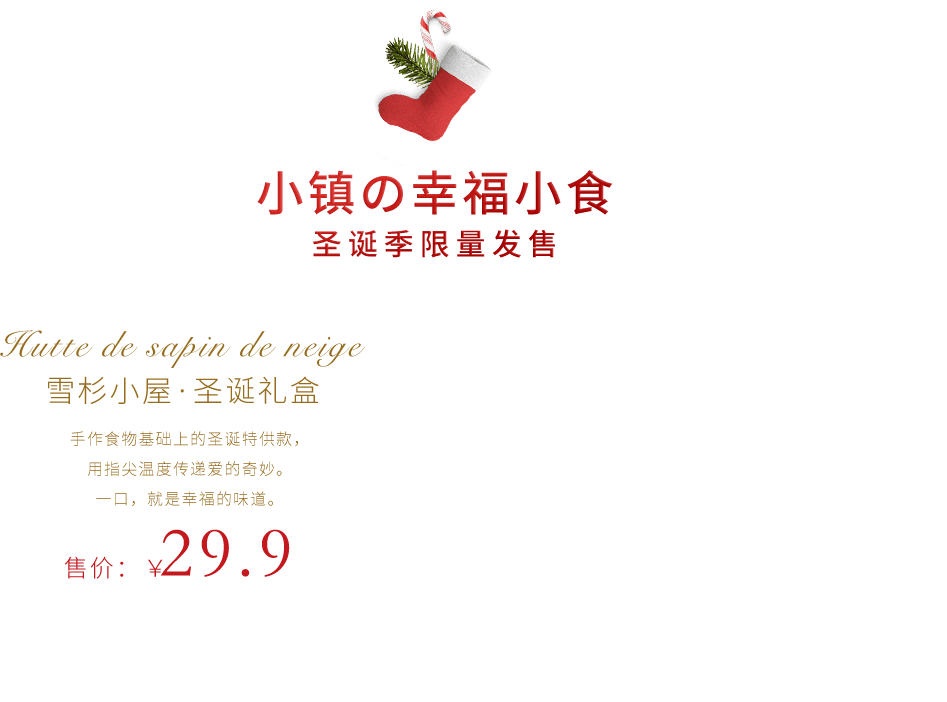 小镇の幸福小食
圣诞季限量发售
Hutte de sapin de neige
雪杉小屋·圣诞礼盒
手作食物基础上的圣诞特供款，
用指尖温度传递爱的奇妙。
一口，就是幸福的味道。
售价：¥29.9